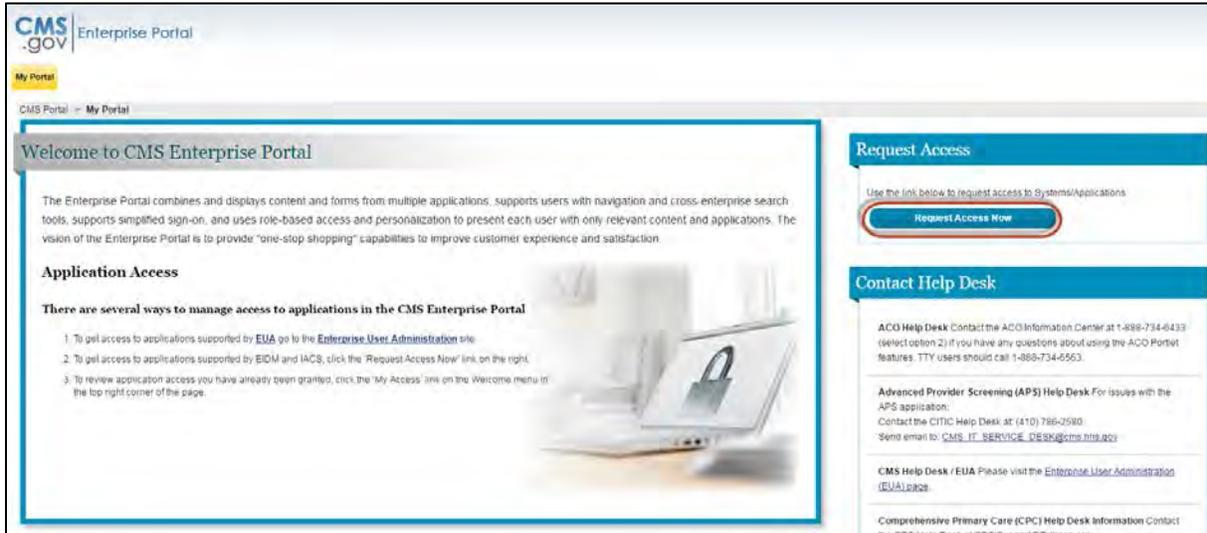 CMS
.gov
Enterprise Portal
My Portal
CMS Portal > My Portal
Welcome to CMS Enterprise Portal
The Enterprise Portal combines and displays content and forms from multiple applications, supports users with navigation and cross-enterprise search
tools, supports simplified sign-on, and uses role-based access and personalization to present each user with only relevant content and applications. The
vision of the Enterprise Portal is to provide "one-stop shopping" capabilities to improve customer experience and satisfaction.
Application Access
There are several ways to manage access to applications in the CMS Enterprise Portal
1. To get access to applications supported by EUA go to the Enterprise User Administration site.
2. To get access to applications supported by EIDM and IACS, click the 'Request Access Now' link on the right.
3. To review application access you have already been granted, click the 'My Access' link on the Welcome menu in
the top right corner of the page.
Request Access
Use the link below to request access to Systems/Applications
Request Access Now
Contact Help Desk
ACO Help Desk Contact the ACO Information Center at 1-888-734-6433
(select option 2) if you have any questions about using the ACO Portlet
features. TTY users should call 1-888-734-6563.
Advanced Provider Screening (APS) Help Desk For issues with the
APS application:
Contact the CITIC Help Desk at: (410) 786-2580
Send email to: CMS_IT_SERVICE_DESK@cms.hhs.gov
CMS Help Desk / EUA Please visit the Enterprise User Administration
(EUA) page.
Comprehensive Primary Care (CPC) Help Desk Information Contact